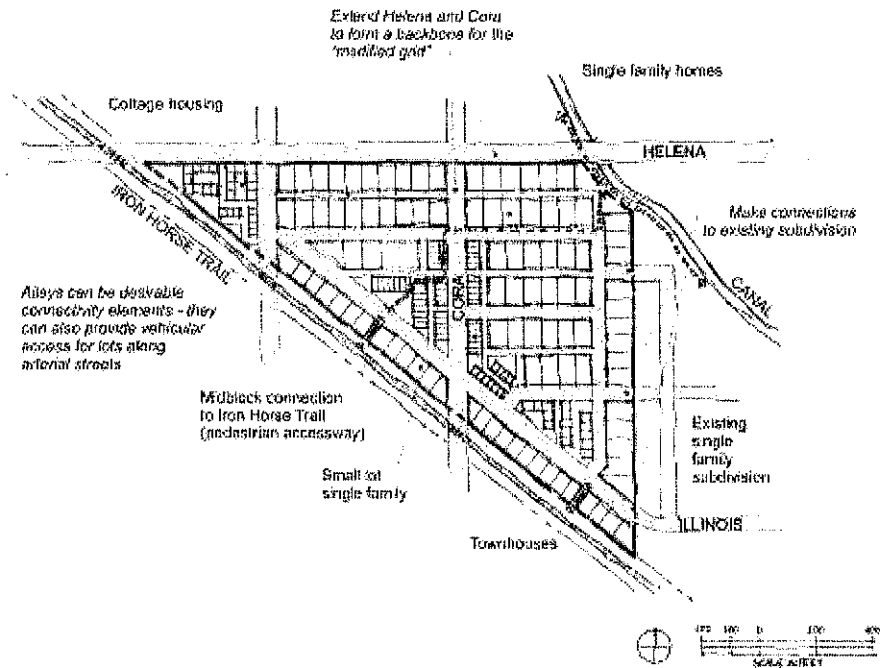 Extend Helena and Cora
to form a backbone for the
"modified grid"
Single family homes
Cottage housing
HELENA
IRON HORSE TRAIL
Make connections
to existing subdivision
CANAL
Alleys can be desirable
connectivity elements - they
can also provide vehicular
access for lots along
arterial streets
CORA
Midblock connection
to Iron Horse Trail
(pedestrian accessway)
Existing
single
family
subdivision
Small lot
single family
ILLINOIS
Townhouses
0
SCALE IN FEET